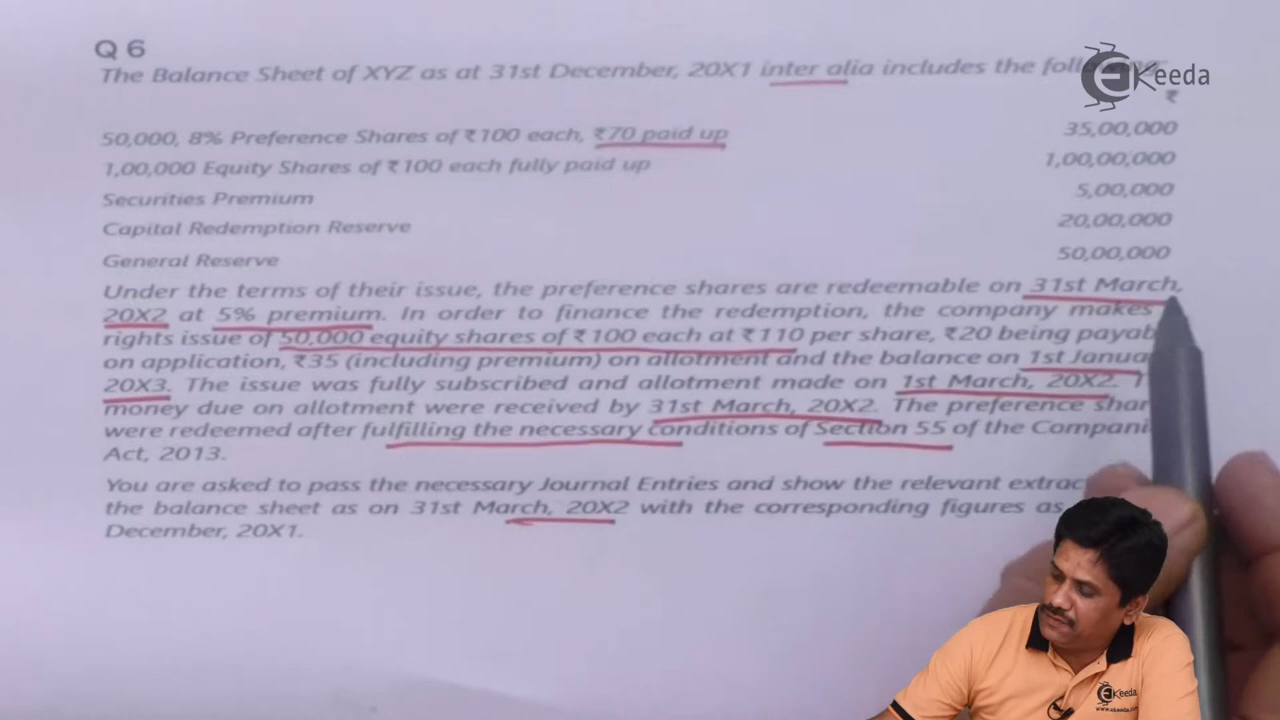 Q 6
The Balance Sheet of XYZ as at 31st December, 20X1 inter alia includes the
₹
50,000, 8% Preference Shares of ₹100 each, ₹70 paid up 35,00,000
1,00,000 Equity Shares of ₹100 each fully paid up 1,00,00,000
Securities Premium 5,00,000
Capital Redemption Reserve 20,00,000
General Reserve 50,00,000
Under the terms of their issue, the preference shares are redeemable on 31st March,
20X2 at 5% premium. In order to finance the redemption, the company makes
rights issue of 50,000 equity shares of ₹100 each at ₹110 per share, ₹20 being
on application, ₹35 (including premium) on allotment and the balance on 1st
20X3. The issue was fully subscribed and allotment made on 1st March, 20X2.
money due on allotment were received by 31st March, 20X2. The preference
were redeemed after fulfilling the necessary conditions of Section 55 of the
Act, 2013.
You are asked to pass the necessary Journal Entries and show the relevant
the balance sheet as on 31st March, 20X2 with the corresponding figures as
December, 20X1.
eKeeda
eKeeda